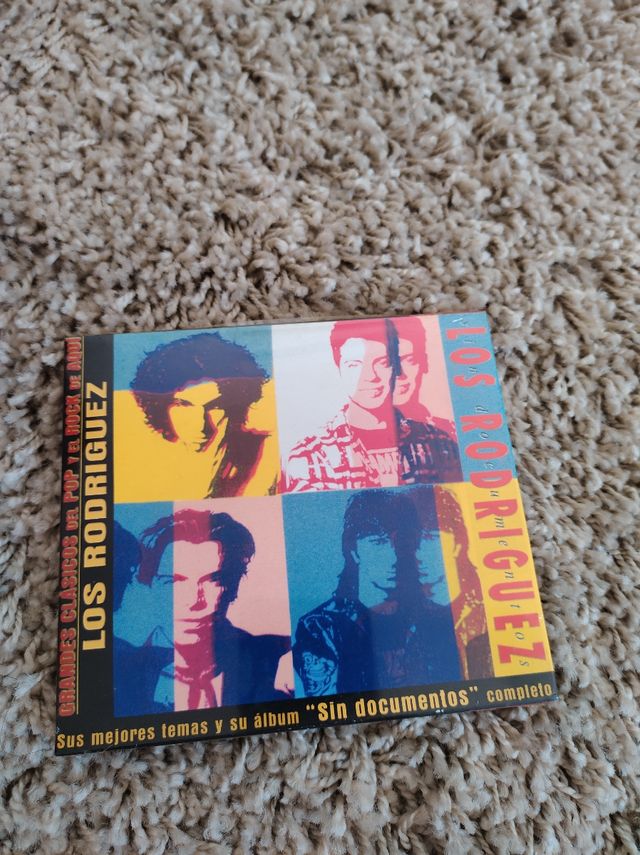 GRANDES CLÁSICOS DEL POP Y EL ROCK DE AQUÍ
LOS RODRIGUEZ
LOS RODRIGUEZ
Sin documentos
Sus mejores temas y su álbum "Sin documentos" completo